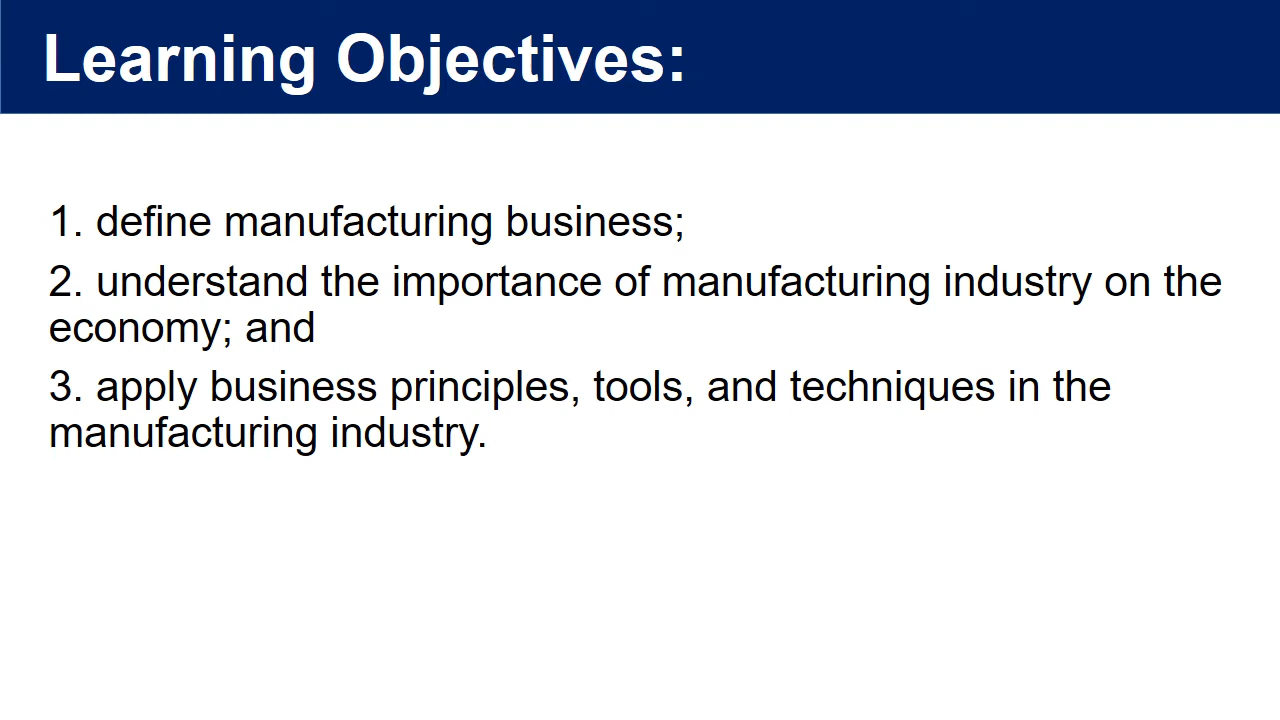 Learning Objectives:
1. define manufacturing business;
2. understand the importance of manufacturing industry on the
economy; and
3. apply business principles, tools, and techniques in the
manufacturing industry.